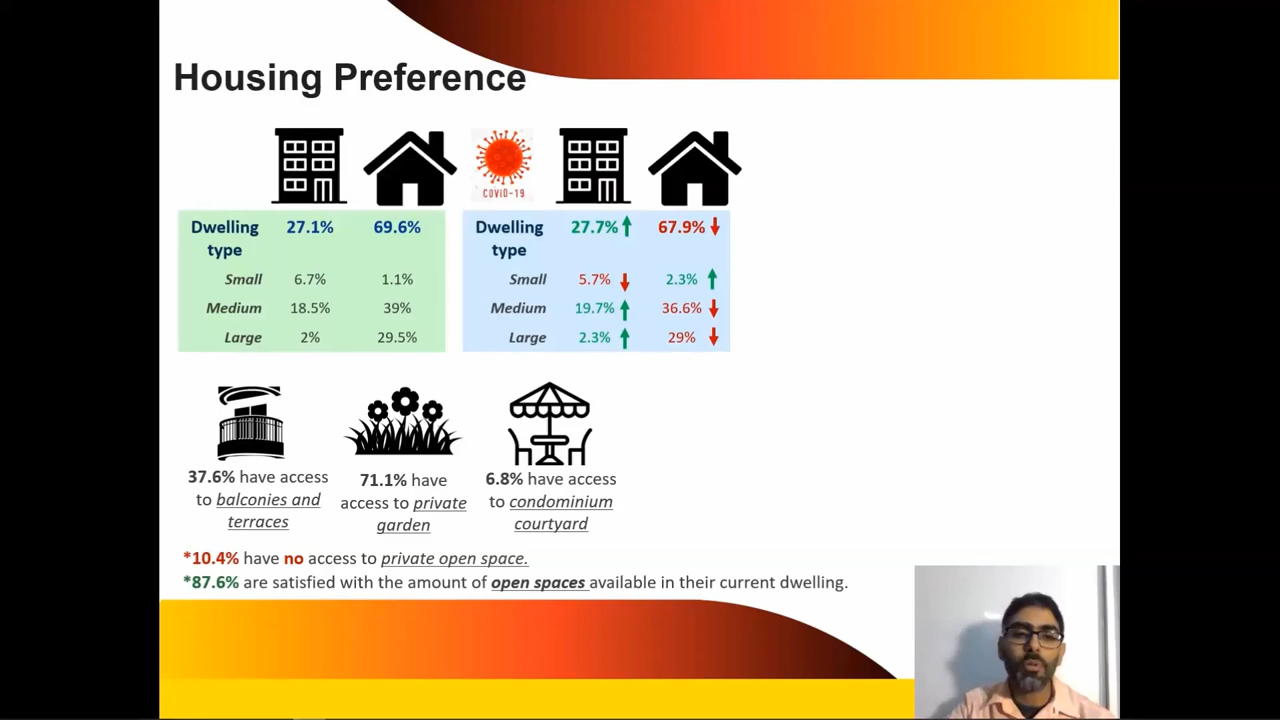 Housing Preference
COVID-19
Dwelling type 27.1% 69.6%
Small 6.7% 1.1%
Medium 18.5% 39%
Large 2% 29.5%
Dwelling type 27.7% 67.9%
Small 5.7% 2.3%
Medium 19.7% 36.6%
Large 2.3% 29%
37.6% have access
to balconies and
terraces
71.1% have
access to private
garden
6.8% have access
to condominium
courtyard
*10.4% have no access to private open space.
*87.6% are satisfied with the amount of open spaces available in their current dwelling.